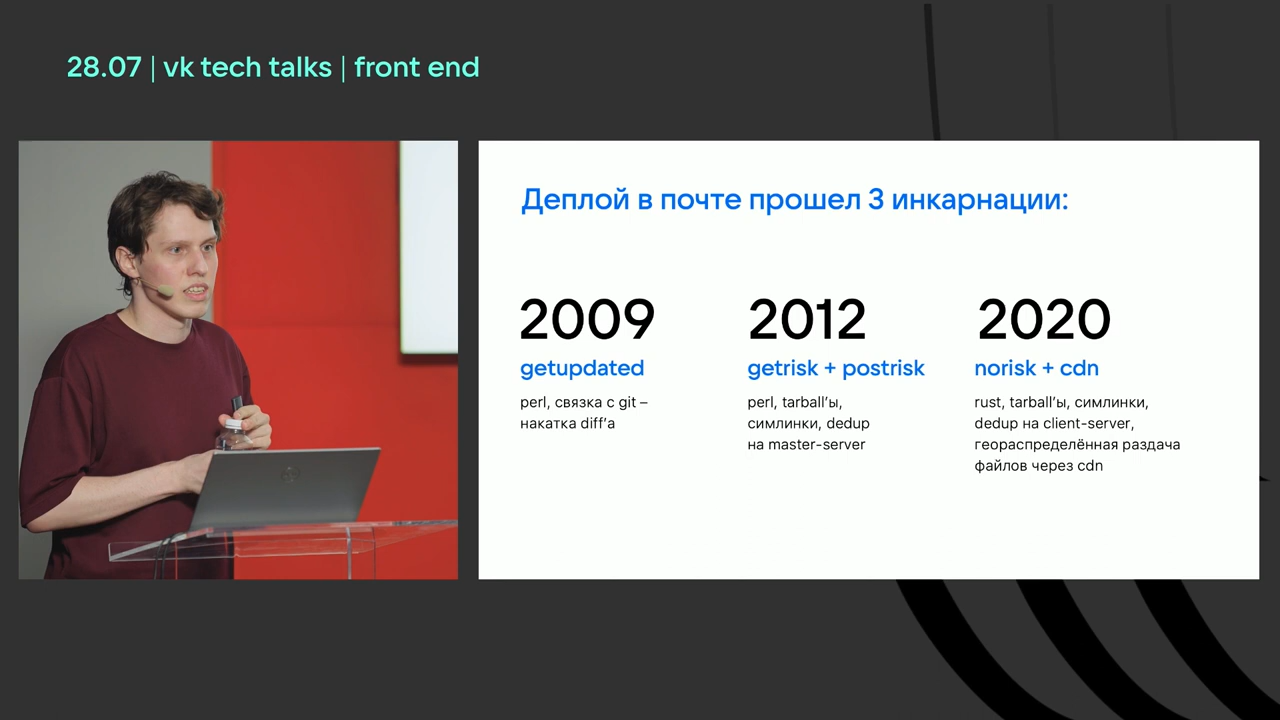 28.07 | vk tech talks | front end
Деплой в почте прошел 3 инкарнации:
2009
getupdated
perl, связка с git –
накатка diff’а
2012
getrisk + postrisk
perl, tarball’ы,
симлинки, dedup
на master-server
2020
norisk + cdn
rust, tarball’ы, симлинки,
dedup на client-server,
геораспределённая раздача
файлов через cdn